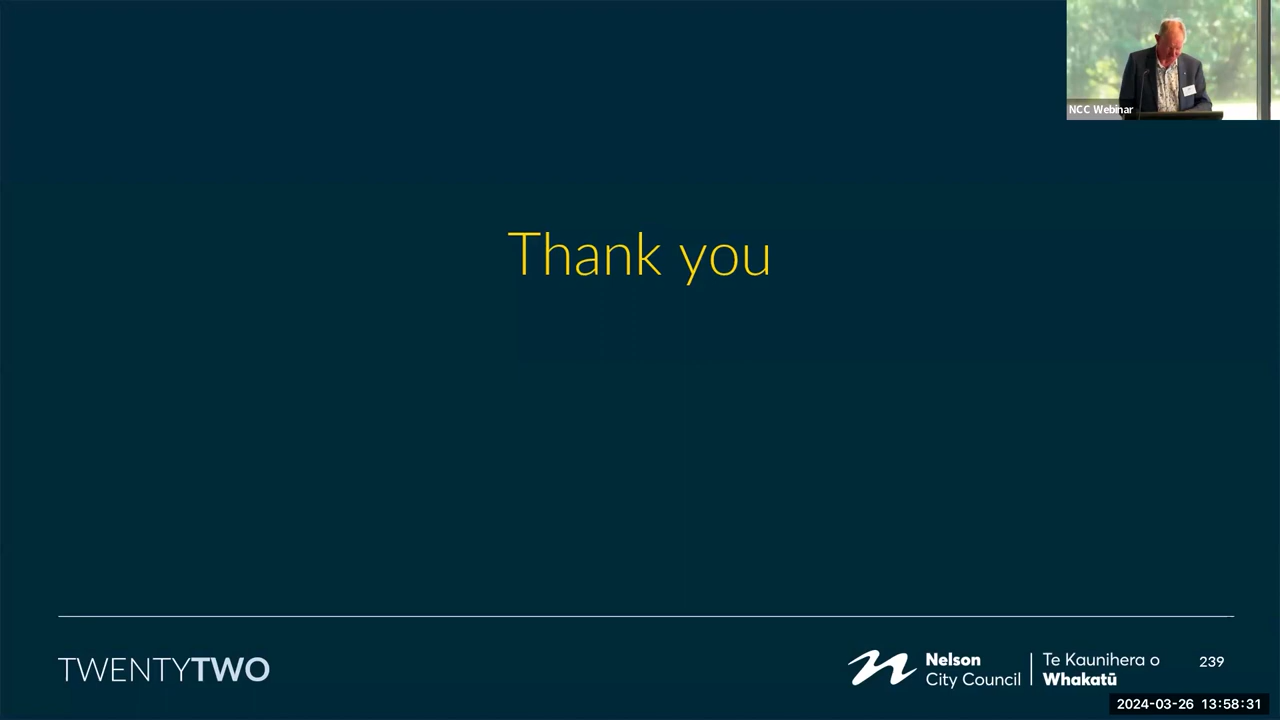 NCC Webinar
Thank you
TWENTYTWO
Nelson
City Council
Te Kaunihera o
Whakatū
239
2024-03-26 13:58:31